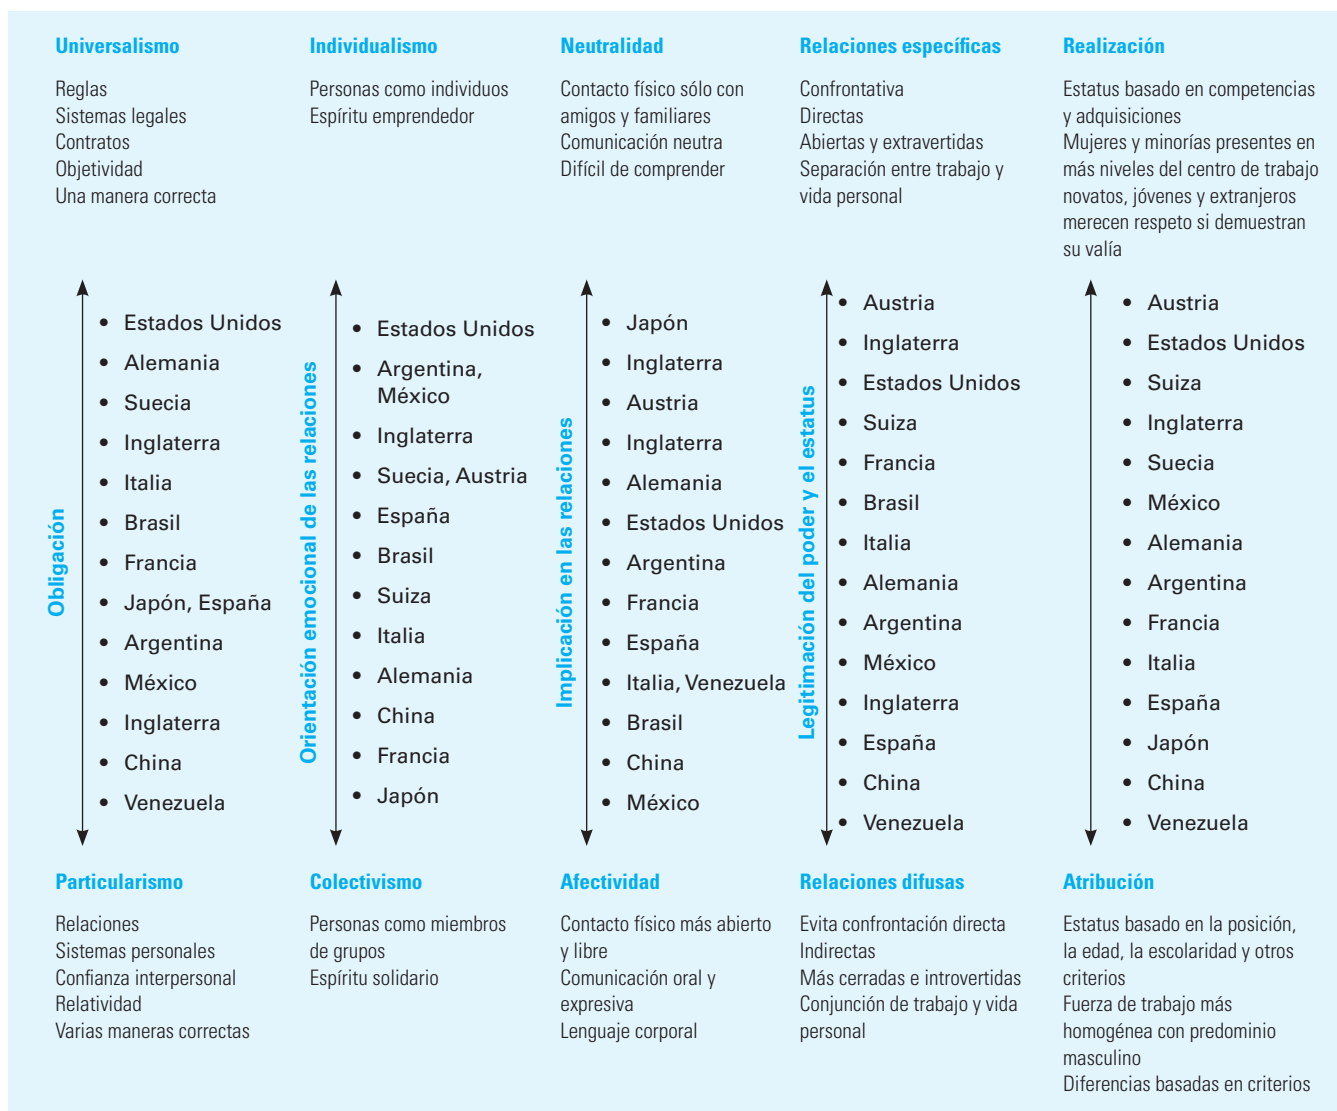 Universalismo
Reglas
Sistemas legales
Contratos
Objetividad
Una manera correcta
Obligación
• Estados Unidos
• Alemania
• Suecia
• Inglaterra
• Italia
• Brasil
• Francia
• Japón, España
• Argentina
• México
• Inglaterra
• China
• Venezuela
Particularismo
Relaciones
Sistemas personales
Confianza interpersonal
Relatividad
Varias maneras correctas
Individualismo
Personas como individuos
Espíritu emprendedor
Orientación emocional de las relaciones
• Estados Unidos
• Argentina,
México
• Inglaterra
• Suecia, Austria
• España
• Brasil
• Suiza
• Italia
• Alemania
• China
• Francia
• Japón
Colectivismo
Personas como miembros
de grupos
Espíritu solidario
Neutralidad
Contacto físico sólo con
amigos y familiares
Comunicación neutra
Difícil de comprender
Implicación en las relaciones
• Japón
• Inglaterra
• Austria
• Inglaterra
• Alemania
• Estados Unidos
• Argentina
• Francia
• España
• Italia, Venezuela
• Brasil
• China
• México
Afectividad
Contacto físico más abierto
y libre
Comunicación oral y
expresiva
Lenguaje corporal
Relaciones específicas
Confrontativa
Directas
Abiertas y extravertidas
Separación entre trabajo y
vida personal
Legitimación del poder y el estatus
• Austria
• Inglaterra
• Estados Unidos
• Suiza
• Francia
• Brasil
• Italia
• Alemania
• Argentina
• México
• Inglaterra
• España
• China
• Venezuela
Relaciones difusas
Evita confrontación directa
Indirectas
Más cerradas e introvertidas
Conjunción de trabajo y vida
personal
Realización
Estatus basado en competencias
y adquisiciones
Mujeres y minorías presentes en
más niveles del centro de trabajo
novatos, jóvenes y extranjeros
merecen respeto si demuestran
su valía
• Austria
• Estados Unidos
• Suiza
• Inglaterra
• Suecia
• México
• Alemania
• Argentina
• Francia
• Italia
• España
• Japón
• China
• Venezuela
Atribución
Estatus basado en la posición,
la edad, la escolaridad y otros
criterios
Fuerza de trabajo más
homogénea con predominio
masculino
Diferencias basadas en criterios